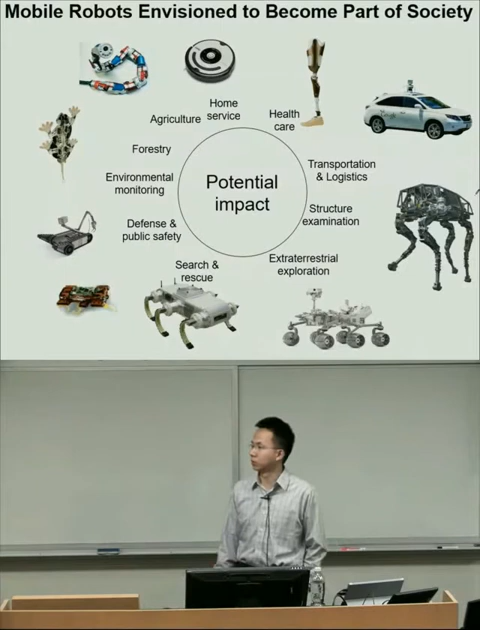 Mobile Robots Envisioned to Become Part of Society
Home
service
Agriculture
Health
care
Forestry
Transportation
& Logistics
Environmental
monitoring
Potential
impact
Structure
examination
Defense &
public safety
Search &
rescue
Extraterrestrial
exploration